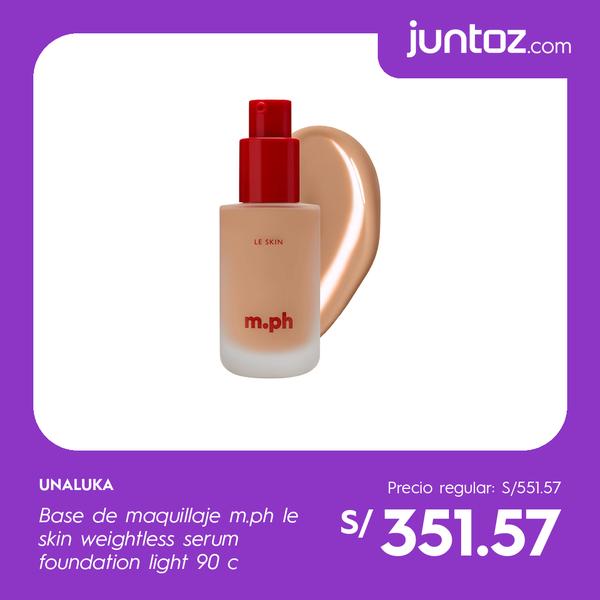 juntoz.com
LE SKIN
m.ph
UNALUKA
Base de maquillaje m.ph le
skin weightless serum
foundation light 90 c
Precio regular: S/551.57
S/ 351.57